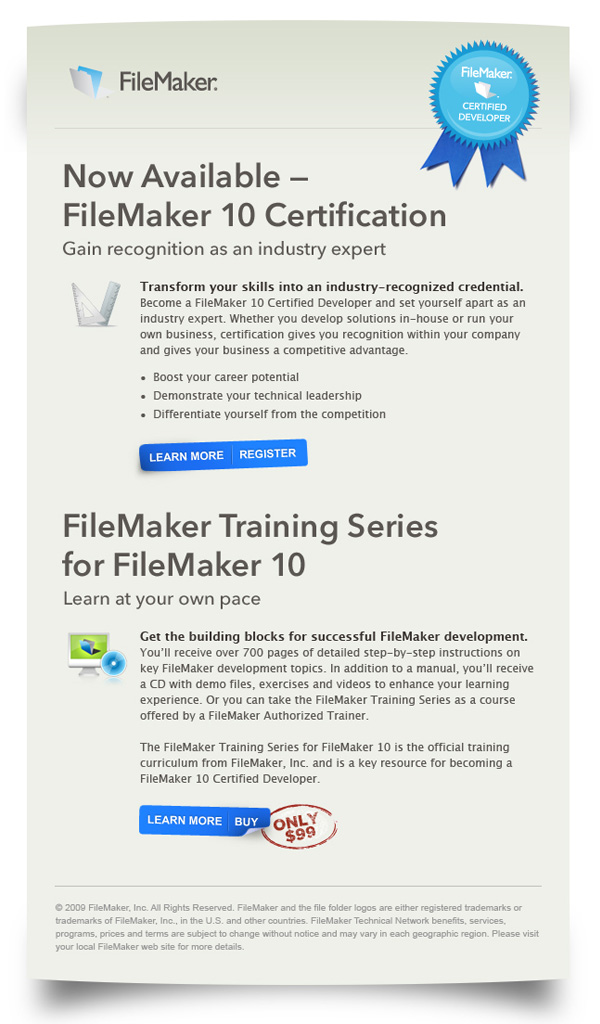 FileMaker.
FileMaker.
CERTIFIED
DEVELOPER
Now Available –
FileMaker 10 Certification
Gain recognition as an industry expert
Transform your skills into an industry-recognized credential.
Become a FileMaker 10 Certified Developer and set yourself apart as an
industry expert. Whether you develop solutions in-house or run your
own business, certification gives you recognition within your company
and gives your business a competitive advantage.
• Boost your career potential
• Demonstrate your technical leadership
• Differentiate yourself from the competition
LEARN MORE REGISTER
FileMaker Training Series
for FileMaker 10
Learn at your own pace
Get the building blocks for successful FileMaker development.
You'll receive over 700 pages of detailed step-by-step instructions on
key FileMaker development topics. In addition to a manual, you'll receive
a CD with demo files, exercises and videos to enhance your learning
experience. Or you can take the FileMaker Training Series as a course
offered by a FileMaker Authorized Trainer.
The FileMaker Training Series for FileMaker 10 is the official training
curriculum from FileMaker, Inc. and is a key resource for becoming a
FileMaker 10 Certified Developer.
LEARN MORE BUY
ONLY
$99
© 2009 FileMaker, Inc. All Rights Reserved. FileMaker and the file folder logos are either registered trademarks or
trademarks of FileMaker, Inc., in the U.S. and other countries. FileMaker Technical Network benefits, services,
programs, prices and terms are subject to change without notice and may vary in each geographic region. Please visit
your local FileMaker web site for more details.